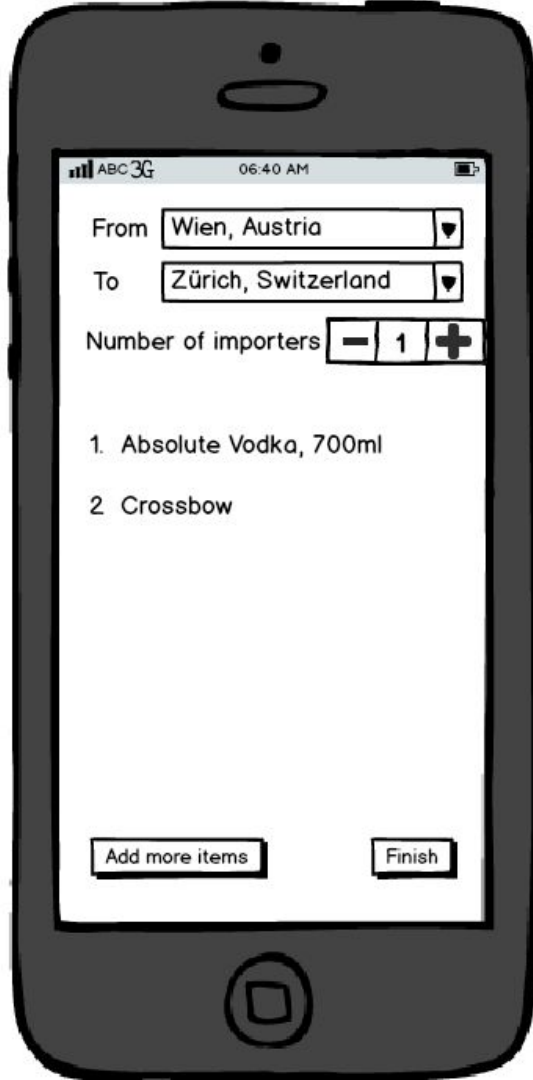 ABC 3G 06:40 AM
From Wien, Austria
To Zürich, Switzerland
Number of importers 1
1. Absolute Vodka, 700ml
2 Crossbow
Add more items Finish